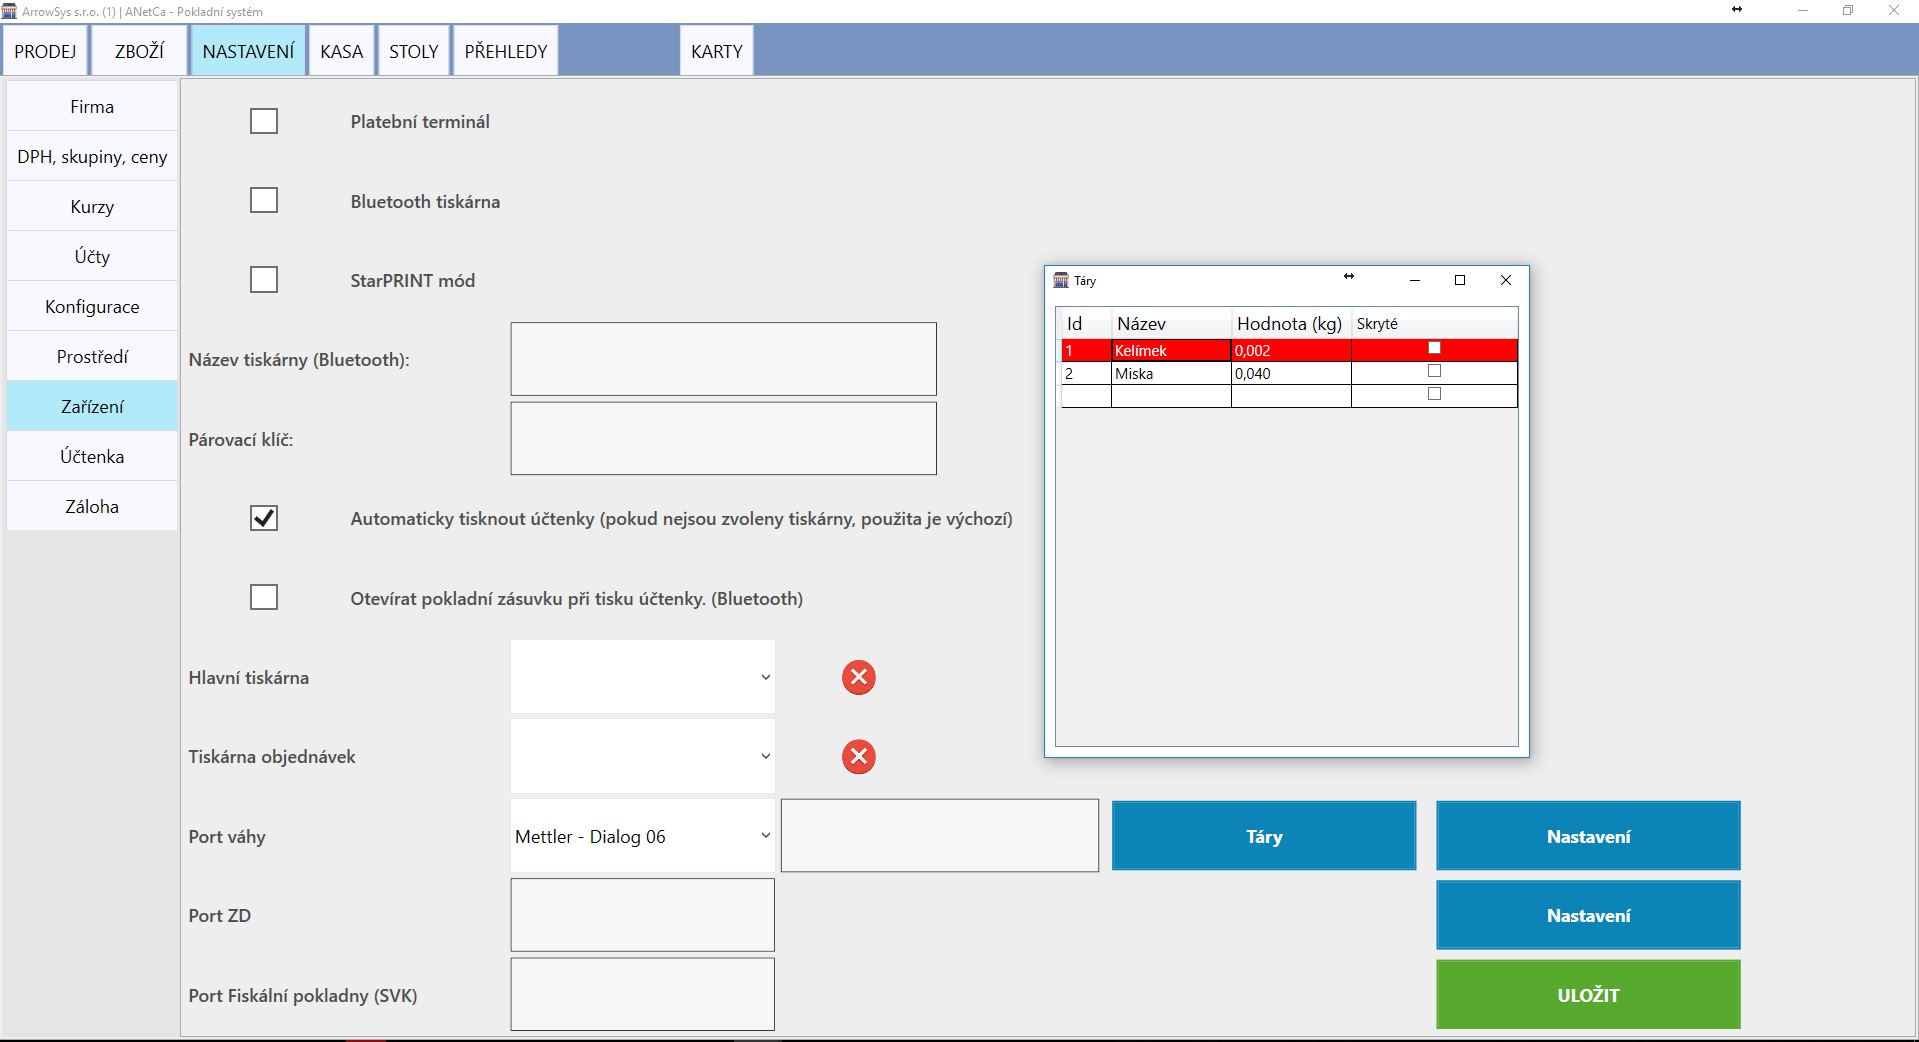 ArrowSys s.r.o. (1) | ANetCa - Pokladní systém
PRODEJ ZBOŽÍ NASTAVENÍ KASA STOLY PŘEHLEDY KARTY
Firma
DPH, skupiny, ceny
Kurzy
Účty
Konfigurace
Prostředí
Zařízení
Účtenka
Záloha
Platební terminál
Bluetooth tiskárna
StarPRINT mód
Název tiskárny (Bluetooth):
Párovací klíč:
Automaticky tisknout účtenky (pokud nejsou zvoleny tiskárny, použita je výchozí)
Otevírat pokladní zásuvku při tisku účtenky. (Bluetooth)
Hlavní tiskárna
Tiskárna objednávek
Port váhy Mettler - Dialog 06 Táry Nastavení
Port ZD Nastavení
Port Fiskální pokladny (SVK) ULOŽIT
Táry
Id Název Hodnota (kg) Skryté
1 Kelímek 0,002
2 Miska 0,040